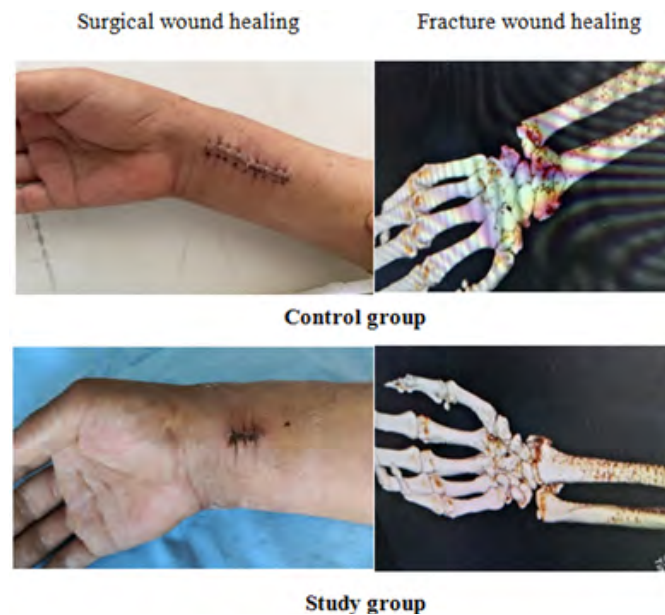 Surgical wound healing
Fracture wound healing
Control group
Study group